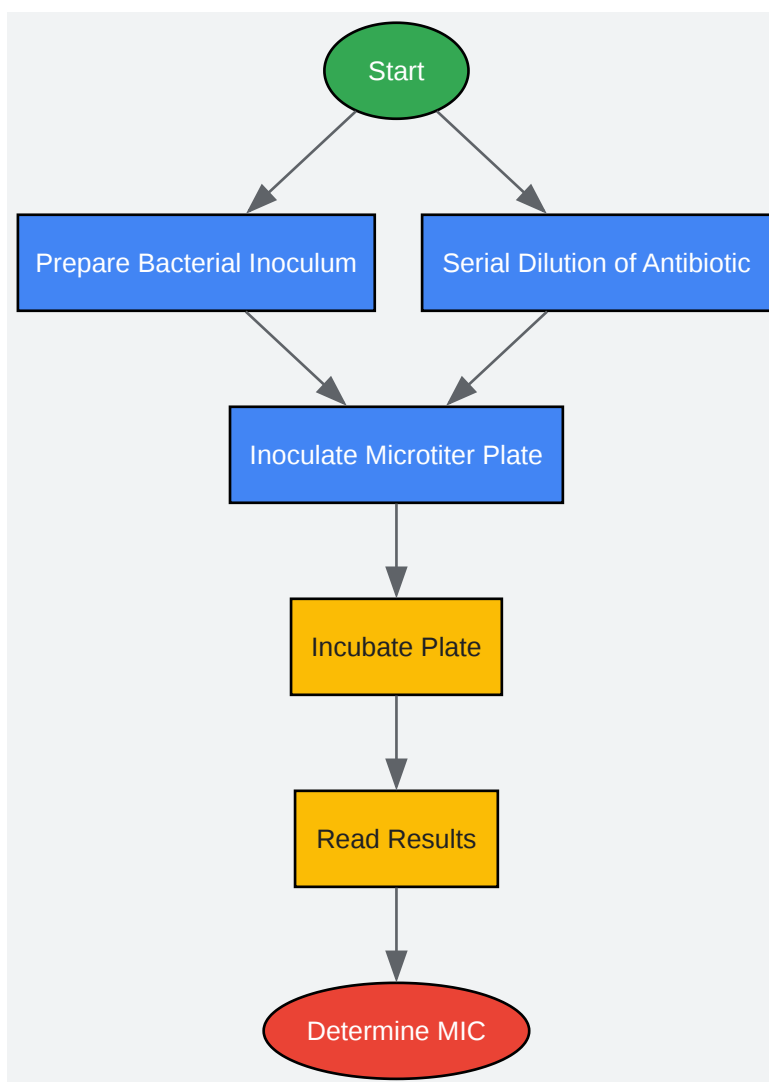 Start
Prepare Bacterial Inoculum
Serial Dilution of Antibiotic
Inoculate Microtiter Plate
Incubate Plate
Read Results
Determine MIC